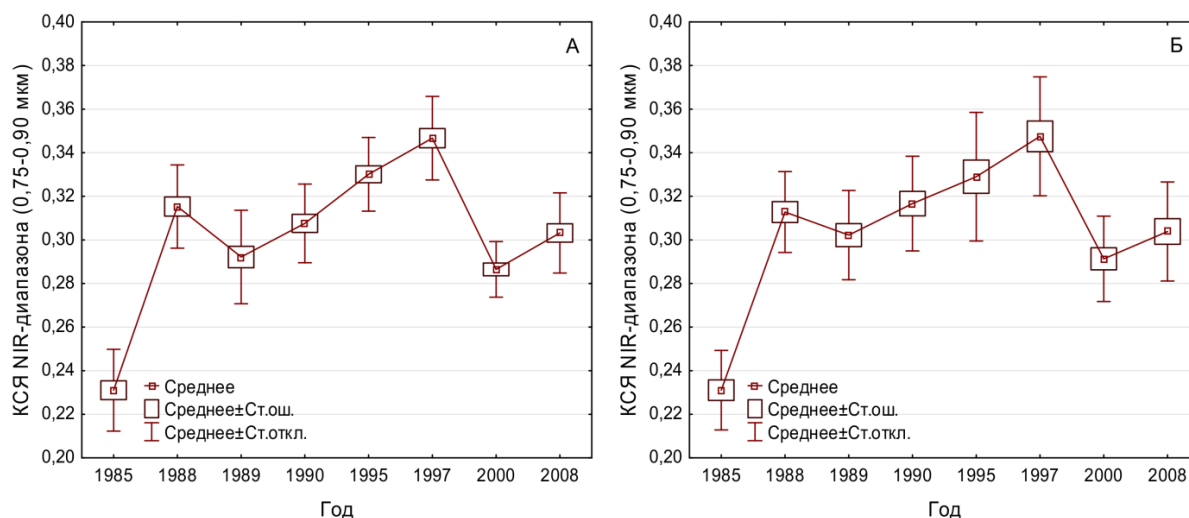 КСЯ NIR-диапазона (0,75-0,90 мкм)
0,40
0,38
0,36
0,34
0,32
0,30
0,28
0,26
0,24
0,22
0,20
А
Среднее
Среднее±Ст.ош.
Среднее±Ст.откл.
1985 1988 1989 1990 1995 1997 2000 2008
Год
КСЯ NIR-диапазона (0,75-0,90 мкм)
0,40
0,38
0,36
0,34
0,32
0,30
0,28
0,26
0,24
0,22
0,20
Б
Среднее
Среднее±Ст.ош.
Среднее±Ст.откл.
1985 1988 1989 1990 1995 1997 2000 2008
Год